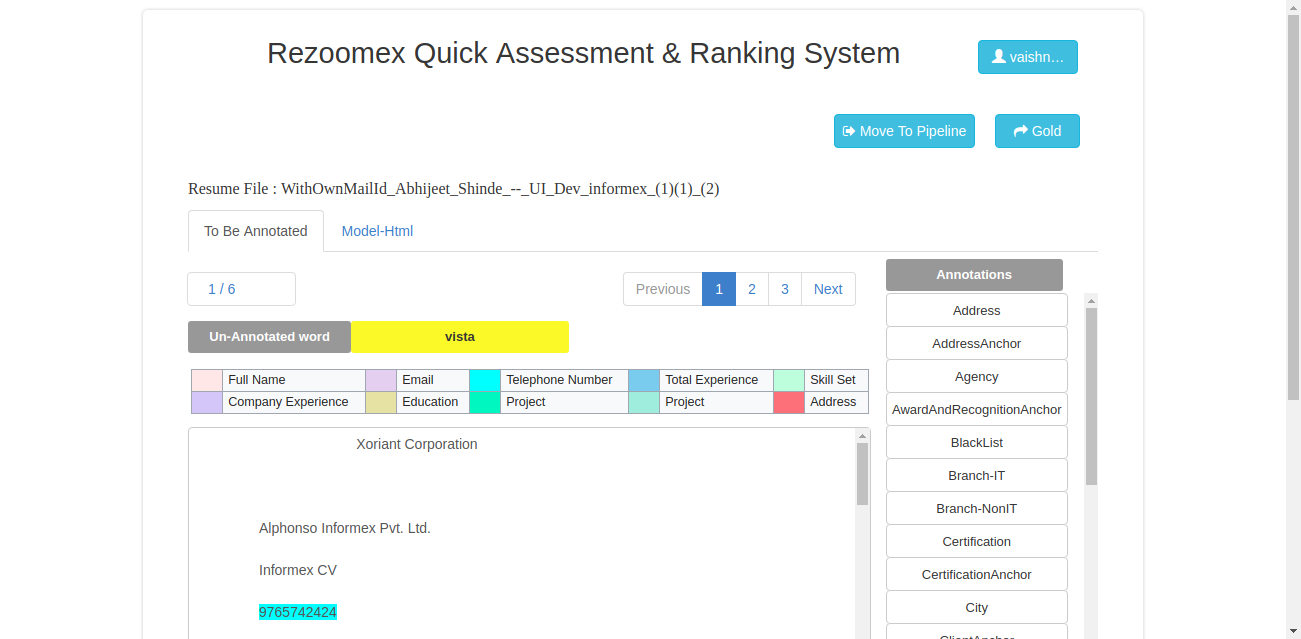 Rezoomex Quick Assessment & Ranking System
vaishn…
Move To Pipeline
Gold
Resume File : WithOwnMailId_Abhijeet_Shinde_--_UI_Dev_informex_(1)(1)_(2)
To Be Annotated
Model-Html
1 / 6
Previous 1 2 3 Next
Un-Annotated word vista
Full Name Email Telephone Number Total Experience Skill Set
Company Experience Education Project Project Address
Xoriant Corporation
Alphonso Informex Pvt. Ltd.
Informex CV
9765742424
Annotations
Address
AddressAnchor
Agency
AwardAndRecognitionAnchor
BlackList
Branch-IT
Branch-NonIT
Certification
CertificationAnchor
City
ClientAnchor